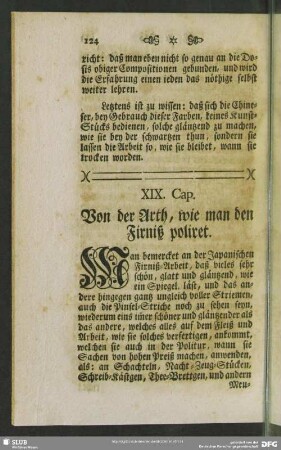 124
richt: daß man eben nicht so genau an die Do-
sis obiger Compositionen gebunden, und wird
die Erfahrung einen ieden das nöthige selbst
weiter lehren.
Letztens ist zu wissen: daß sich die Chine-
ser, bey Gebrauch dieser Farben, keines Kunst-
Stücks bedienen, solche gläntzend zu machen,
wie sie bey der schwartzen thun, sondern sie
lassen die Arbeit so, wie sie bleibet, wann sie
trocken worden.
XIX. Cap.
Von der Arth, wie man den
Firniß poliret.
Man bemercket an der Japanischen
Firniß-Arbeit, daß vieles sehr
schön, glatt und gläntzend, wie
ein Spiegel, läst, und das an-
dere hingegen gantz ungleich voller Striemen,
auch die Pinsel-Striche noch zu sehen seyn,
wiederum eins schöner und gläntzender als
das andere, welches alles auf dem Fleiß und
Arbeit, wie sie solches verfertigen, ankommt,
welchen sie auch in der Politur, wann sie
Sachen von hohen Preiß machen, anwenden,
als: an Schachteln, Nacht-Zeug-Stücken,
Schreib-Kästgen, Thee-Brettgen, und andern
Meu-
SLUB
DFG